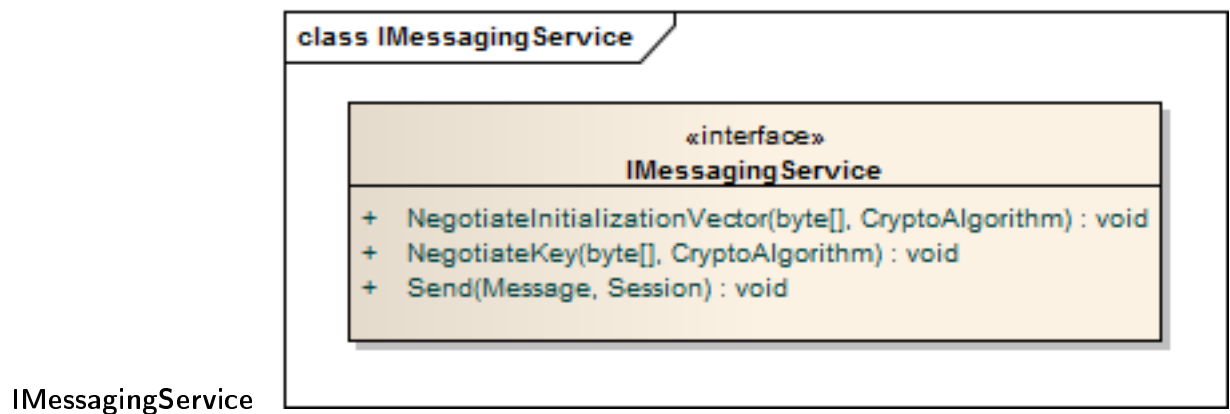 class IMessagingService
«interface»
IMessagingService
+ NegotiateInitializationVector(byte[], CryptoAlgorithm) : void
+ NegotiateKey(byte[], CryptoAlgorithm) : void
+ Send(Message, Session) : void
IMessagingService